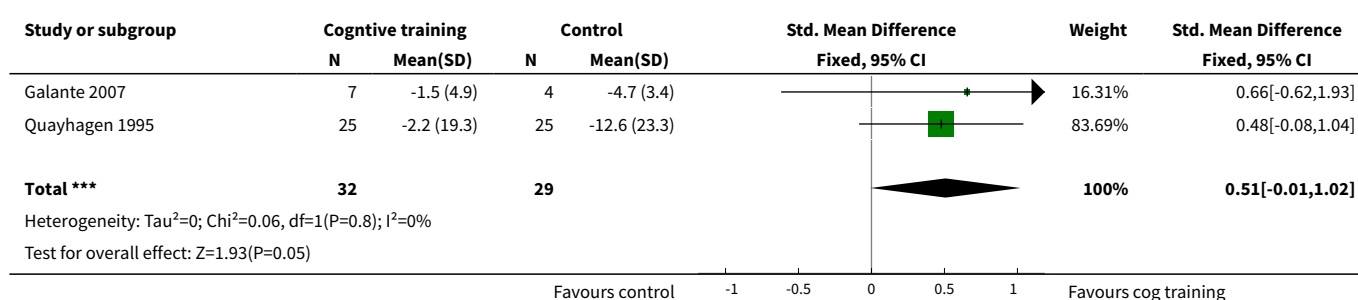 Study or subgroup Cogntive training Control Std. Mean Difference Weight Std. Mean Difference
N Mean(SD) N Mean(SD) Fixed, 95% CI Fixed, 95% CI
Galante 2007 7 -1.5 (4.9) 4 -4.7 (3.4) 16.31% 0.66[-0.62,1.93]
Quayhagen 1995 25 -2.2 (19.3) 25 -12.6 (23.3) 83.69% 0.48[-0.08,1.04]
Total *** 32 29 100% 0.51[-0.01,1.02]
Heterogeneity: Tau²=0; Chi²=0.06, df=1(P=0.8); I²=0%
Test for overall effect: Z=1.93(P=0.05)
Favours control -1 -0.5 0 0.5 1 Favours cog training